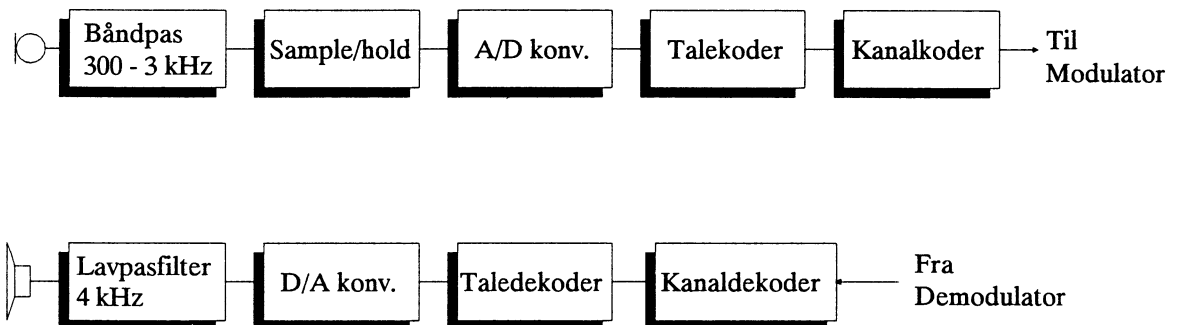 Båndpas
300 - 3 kHz
Sample/hold
A/D konv.
Talekoder
Kanalkoder
Til
Modulator
Lavpasfilter
4 kHz
D/A konv.
Taledekoder
Kanaldekoder
Fra
Demodulator